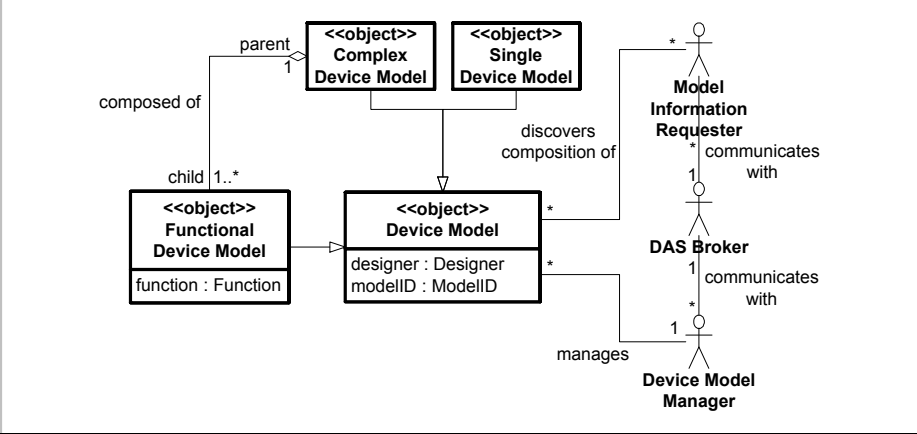 parent
1
<<object>>
Complex
Device Model
<<object>>
Single
Device Model
*
Model
Information
Requester
composed of
discovers
composition of
*
communicates
with
1
child 1..*
<<object>>
Functional
Device Model
function : Function
<<object>>
Device Model
designer : Designer
modelID : ModelID
*
*
DAS Broker
1
communicates
with
*
1
manages
Device Model
Manager